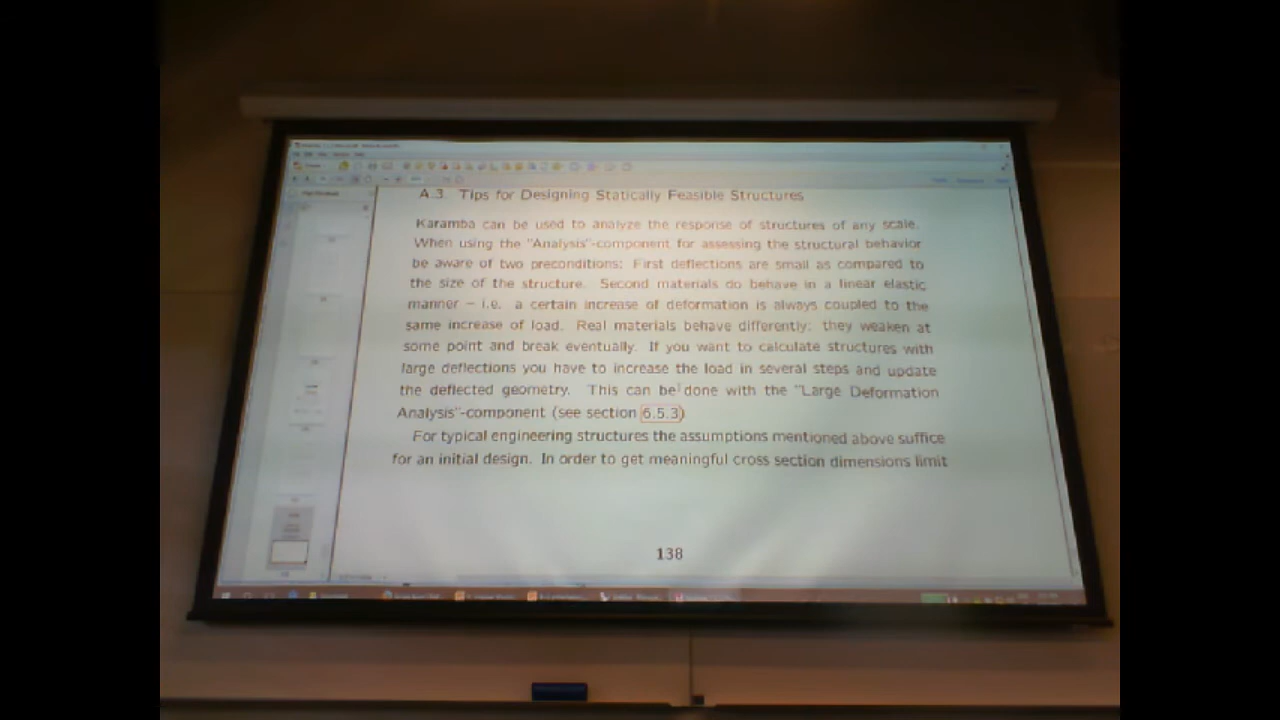 A.3. Tips for Designing Statically Feasible Structures
Karamba can be used to analyze the response of structures of any scale.
When using the "Analysis"-component for assessing the structural behavior
be aware of two preconditions: First deflections are small as compared to
the size of the structure. Second materials do behave in a linear elastic
manner – i.e. a certain increase of deformation is always coupled to the
same increase of load. Real materials behave differently: they weaken at
some point and break eventually. If you want to calculate structures with
large deflections you have to increase the load in several steps and update
the deflected geometry. This can be done with the "Large Deformation
Analysis"-component (see section 6.5.3)
For typical engineering structures the assumptions mentioned above suffice
for an initial design. In order to get meaningful cross section dimensions limit
138